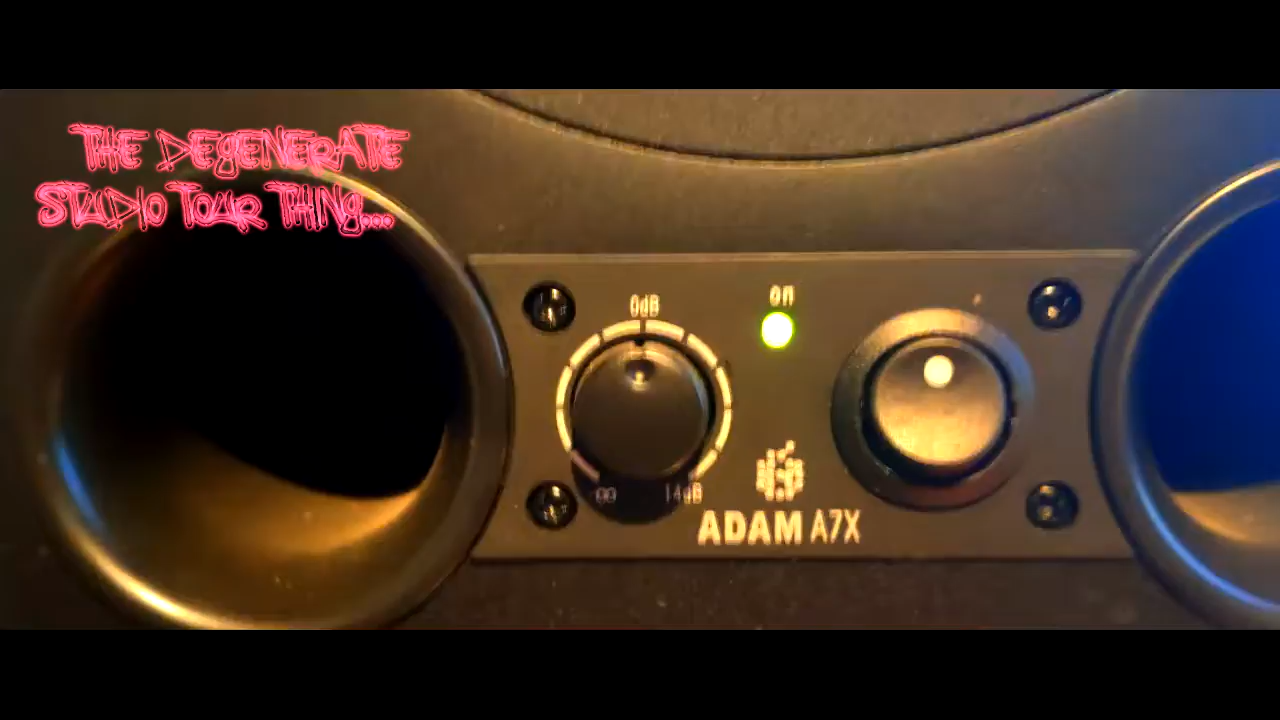 THE DEGENERATE
STUDIO TOUR THING...
on
0dB
∞
14dB
ADAM A7X